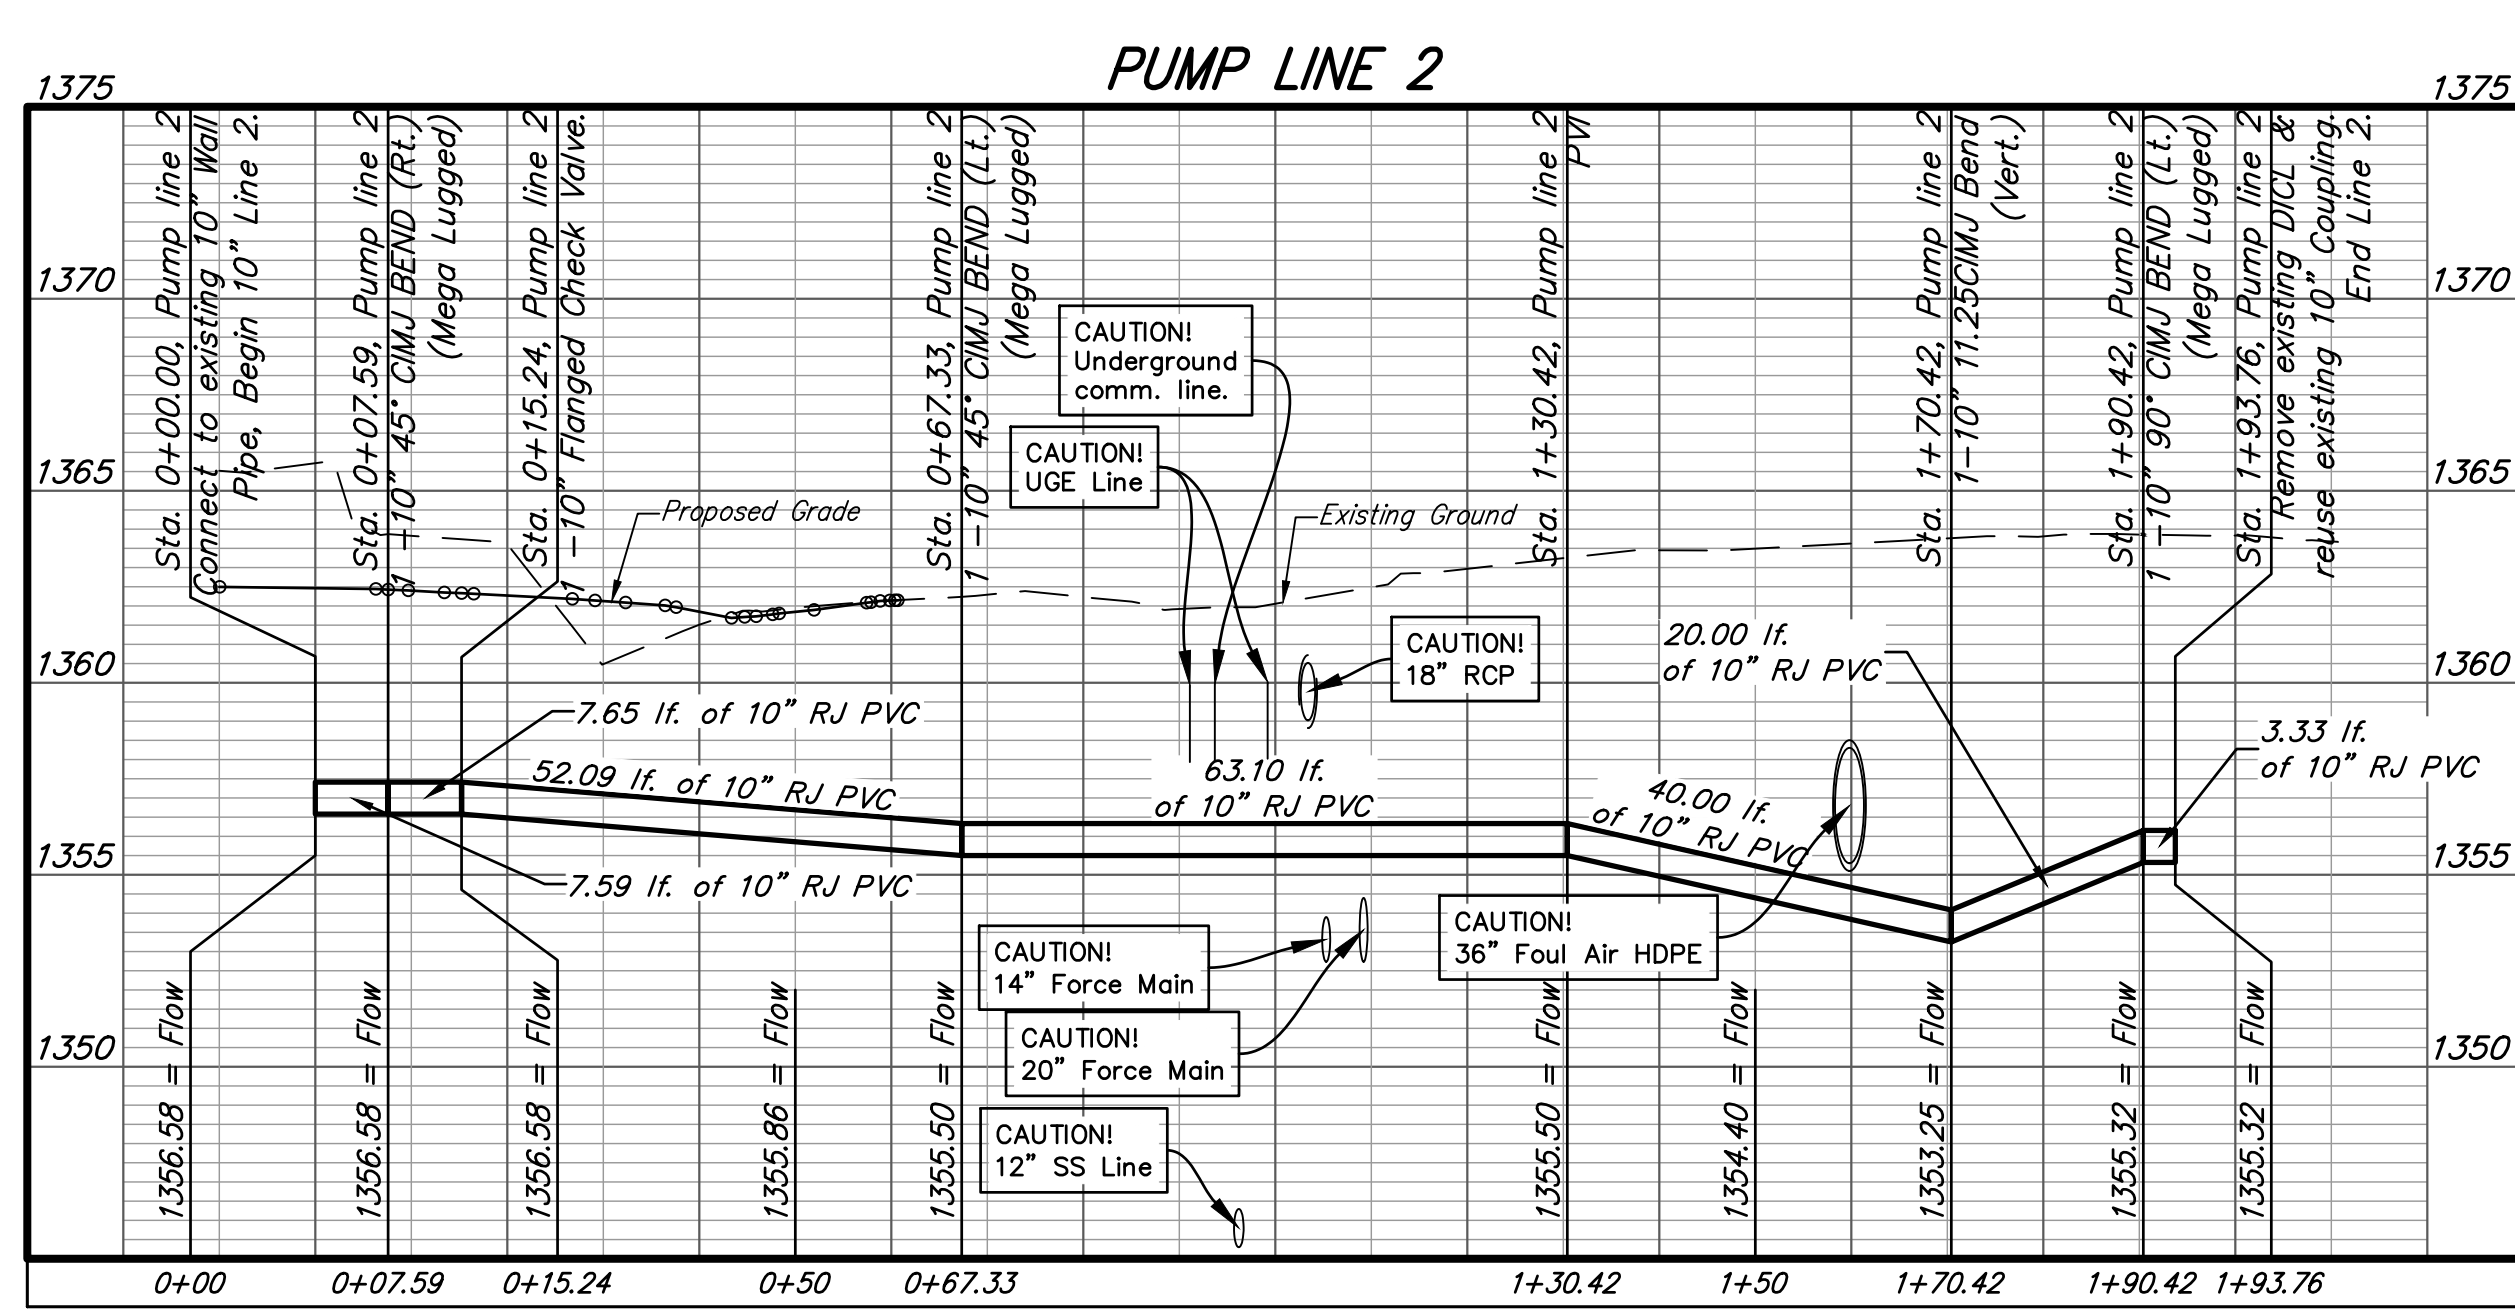 PUMP LINE 2
1375
1375
1370
1370
1365
1365
1360
1360
1355
1355
1350
1350
Sta. 0+00.00, Pump line 2
Connect to existing 10" Wall
Pipe, Begin 10" Line 2.
Sta. 0+07.59, Pump line 2
1 -10" 45° CIMJ BEND (Rt.)
(Mega Lugged)
Sta. 0+15.24, Pump line 2
1 -10" Flanged Check Valve.
Sta. 0+67.33, Pump line 2
1 -10" 45° CIMJ BEND (Lt.)
(Mega Lugged)
Sta. 1+30.42, Pump line 2
PVI
Sta. 1+70.42, Pump line 2
1-10" 11.25CIMJ Bend
(Vert.)
Sta. 1+90.42, Pump line 2
1 -10" 90° CIMJ BEND (Lt.)
(Mega Lugged)
Sta. 1+93.76, Pump line 2
Remove existing DICL &
reuse existing 10" Coupling.
End Line 2.
CAUTION!
Underground
comm. line.
CAUTION!
UGE Line
Proposed Grade
Existing Ground
CAUTION!
18" RCP
20.00 lf.
of 10" RJ PVC
7.65 lf. of 10" RJ PVC
3.33 lf.
of 10" RJ PVC
52.09 lf. of 10" RJ PVC
63.10 lf.
of 10" RJ PVC
40.00 lf.
of 10" RJ PVC
7.59 lf. of 10" RJ PVC
CAUTION!
14" Force Main
CAUTION!
36" Foul Air HDPE
CAUTION!
20" Force Main
CAUTION!
12" SS Line
1356.58 = Flow
1356.58 = Flow
1356.58 = Flow
1355.86 = Flow
1355.50 = Flow
1355.50 = Flow
1354.40 = Flow
1353.25 = Flow
1355.32 = Flow
1355.32 = Flow
0+00
0+07.59
0+15.24
0+50
0+67.33
1+30.42
1+50
1+70.42
1+90.42
1+93.76